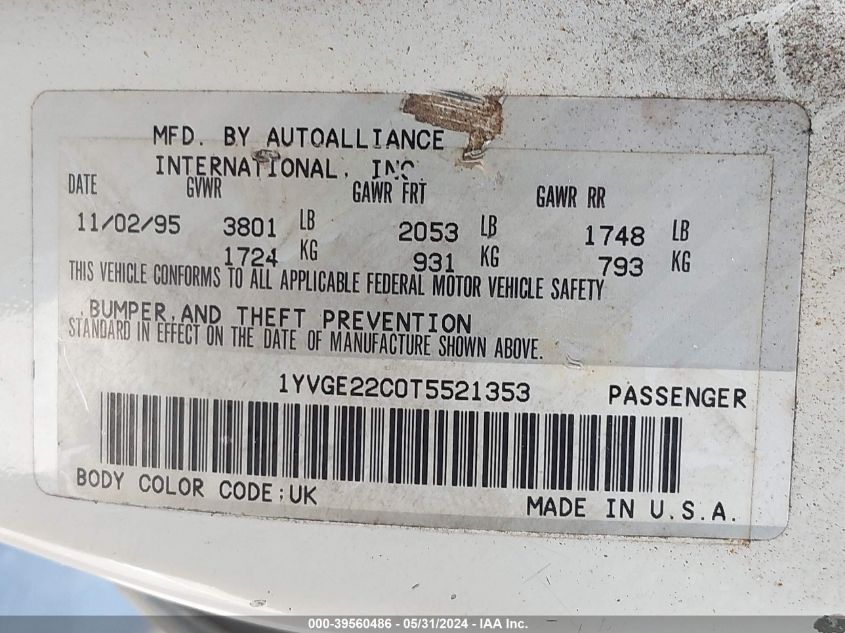 MFD. BY AUTOALLIANCE
INTERNATIONAL, INC.
DATE GVWR GAWR FRT GAWR RR
11/02/95 3801 LB 2053 LB 1748 LB
1724 KG 931 KG 793 KG
THIS VEHICLE CONFORMS TO ALL APPLICABLE FEDERAL MOTOR VEHICLE SAFETY
,BUMPER,AND THEFT PREVENTION
STANDARD IN EFFECT ON THE DATE OF MANUFACTURE SHOWN ABOVE.
1YVGE22C0T5521353 PASSENGER
BODY COLOR CODE:UK
MADE IN U.S.A.
000-39560486 - 05/31/2024 - IAA Inc.